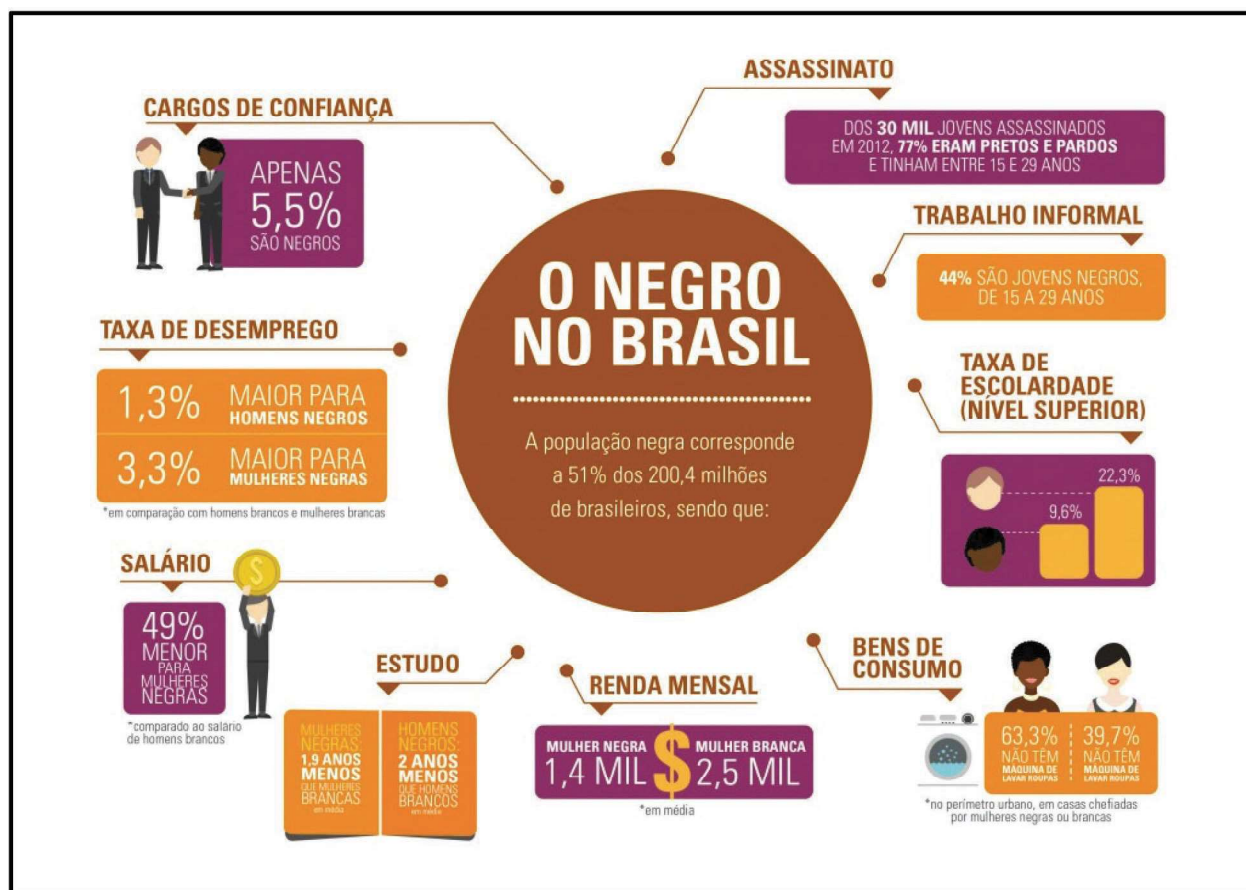 O NEGRO
NO BRASIL
A população negra corresponde
a 51% dos 200,4 milhões
de brasileiros, sendo que:
CARGOS DE CONFIANÇA
APENAS
5,5%
SÃO NEGROS
ASSASSINATO
DOS 30 MIL JOVENS ASSASSINADOS
EM 2012, 77% ERAM PRETOS E PARDOS
E TINHAM ENTRE 15 E 29 ANOS
TRABALHO INFORMAL
44% SÃO JOVENS NEGROS,
DE 15 A 29 ANOS
TAXA DE DESEMPREGO
1,3% MAIOR PARA
HOMENS NEGROS
3,3% MAIOR PARA
MULHERES NEGRAS
*em comparação com homens brancos e mulheres brancas
TAXA DE
ESCOLARDADE
(NÍVEL SUPERIOR)
22,3%
9,6%
SALÁRIO
$
49%
MENOR
PARA
MULHERES
NEGRAS
*comparado ao salário
de homens brancos
ESTUDO
MULHERES
NEGRAS:
1,9 ANOS
MENOS
QUE MULHERES
BRANCAS
em média
HOMENS
NEGROS:
2 ANOS
MENOS
QUE HOMENS
BRANCOS
em média
RENDA MENSAL
MULHER NEGRA
1,4 MIL
$
MULHER BRANCA
2,5 MIL
*em média
BENS DE
CONSUMO
63,3%
NÃO TÊM
MÁQUINA DE
LAVAR ROUPAS
39,7%
NÃO TÊM
MÁQUINA DE
LAVAR ROUPAS
*no perímetro urbano, em casas chefiadas
por mulheres negras ou brancas